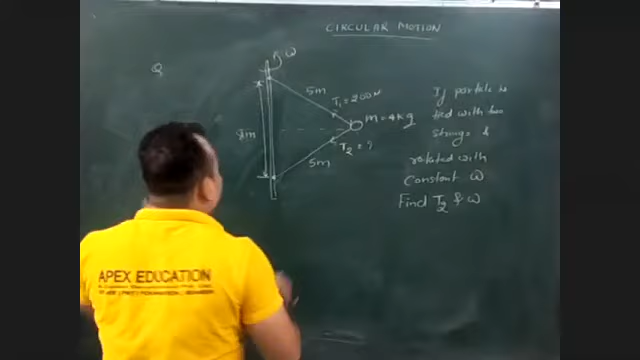 CIRCULAR MOTION
Q
ω
5m
T₁ = 200N
m = 4kg
8m
T₂ = ?
5m
If particle is
tied with two
strings &
rotated with
Constant ω
Find T₂ & ω
APEX EDUCATION